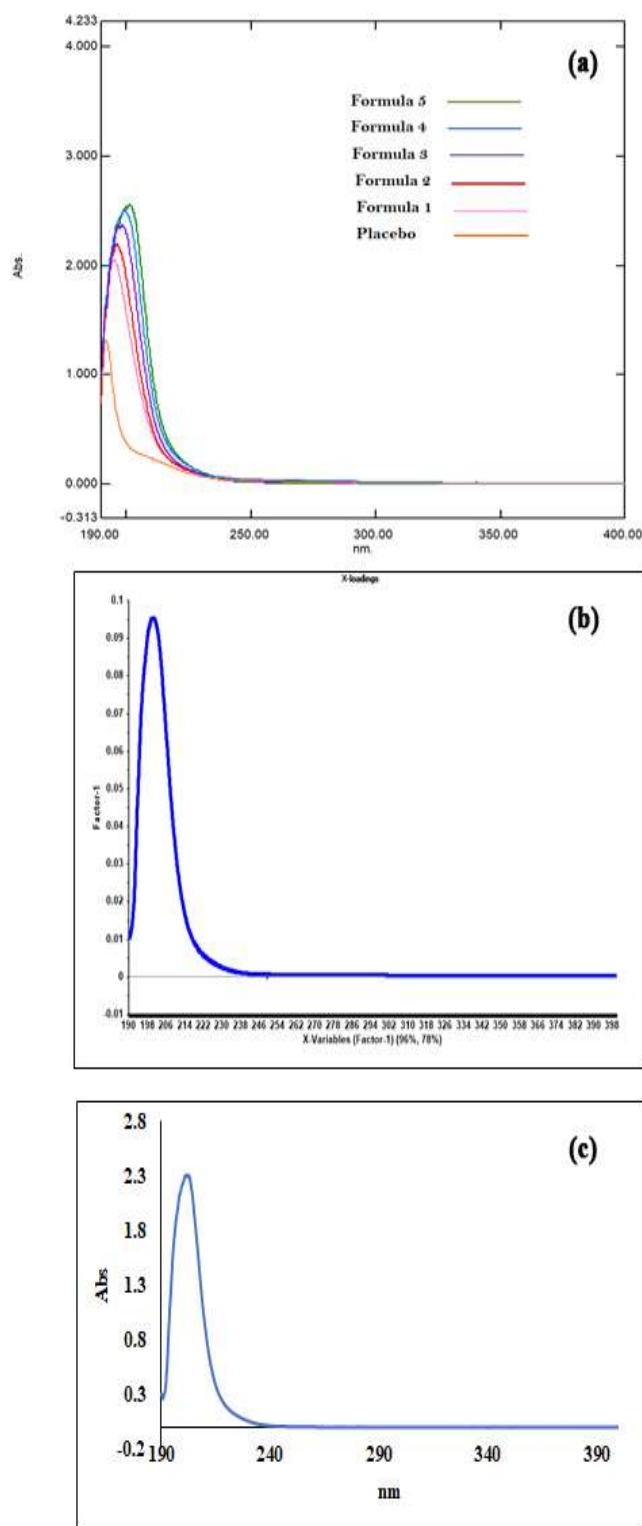 4.233
4.000
3.000
2.000
1.000
0.000
-0.313
190.00
250.00
300.00
350.00
400.00
Abs.
nm.
(a)
Formula 5
Formula 4
Formula 3
Formula 2
Formula 1
Placebo
X-loadings
(b)
0.1
0.09
0.08
0.07
0.06
0.05
0.04
0.03
0.02
0.01
0
-0.01
Factor-1
190 198 206 214 222 230 238 246 254 262 270 278 286 294 302 310 318 326 334 342 350 358 366 374 382 390 398
X-Variables (Factor-1) (96%, 78%)
(c)
2.8
2.3
1.8
1.3
0.8
0.3
-0.2
Abs
190 240 290 340 390
nm